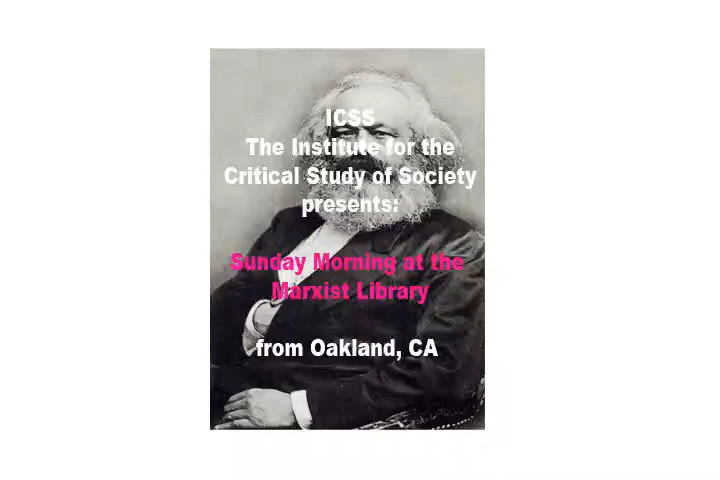 ICSS
The Institute for the
Critical Study of Society
presents:
Sunday Morning at the
Marxist Library
from Oakland, CA